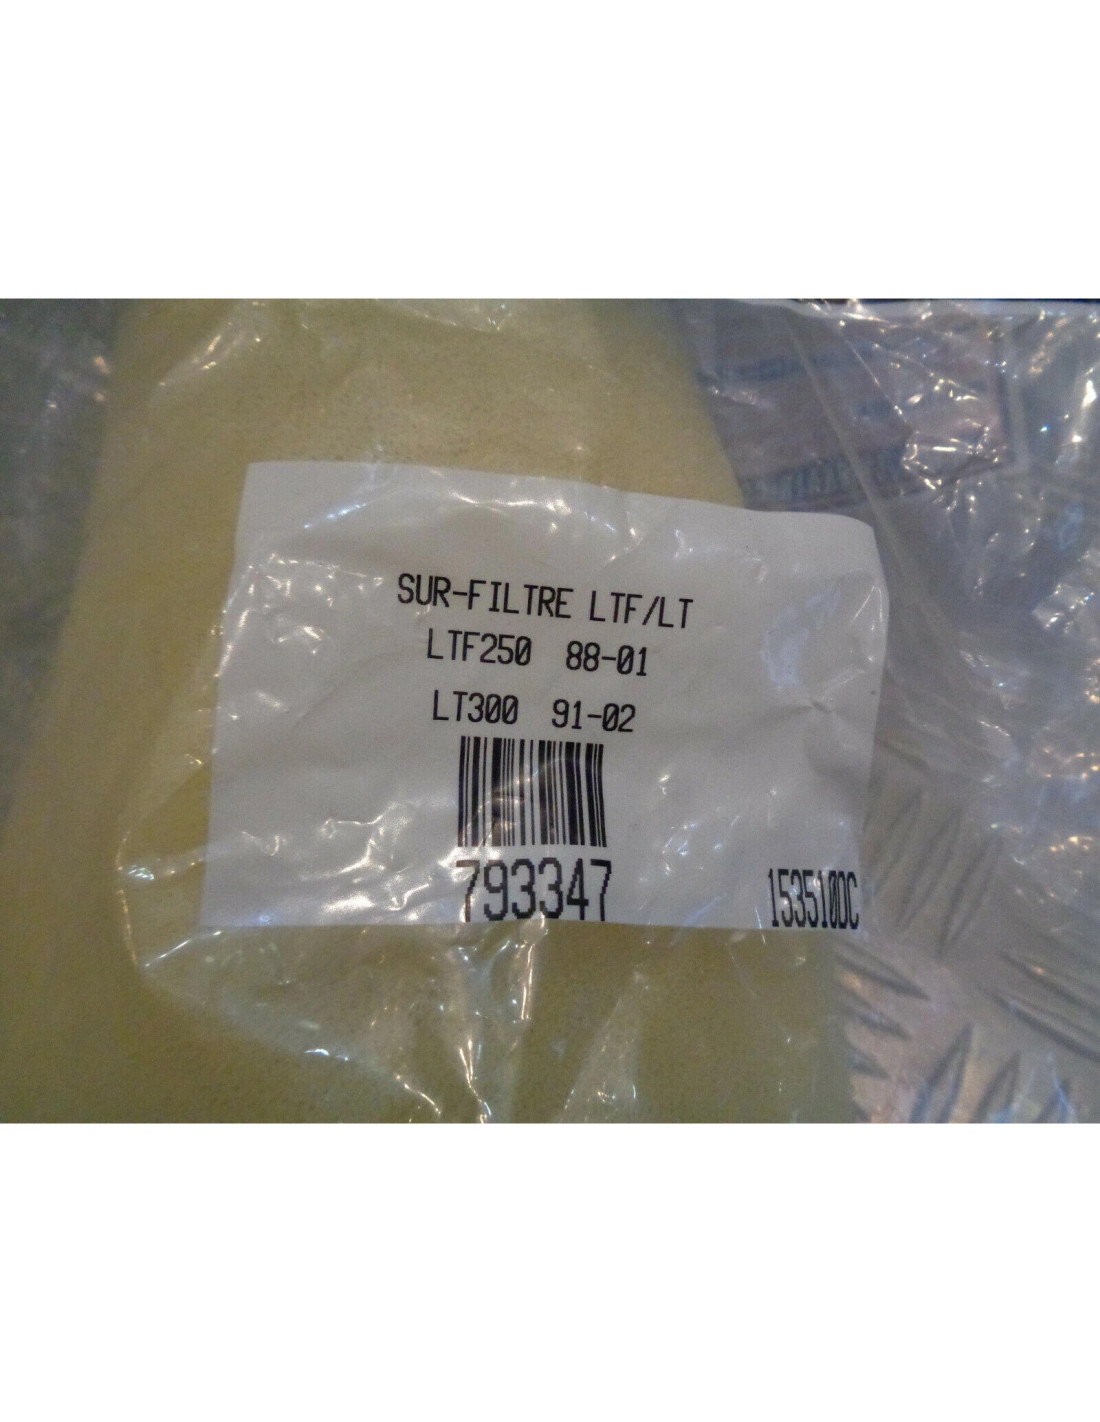 SUR-FILTRE LTF/LT
LTF250 88-01
LT300 91-02
793347
153510DC